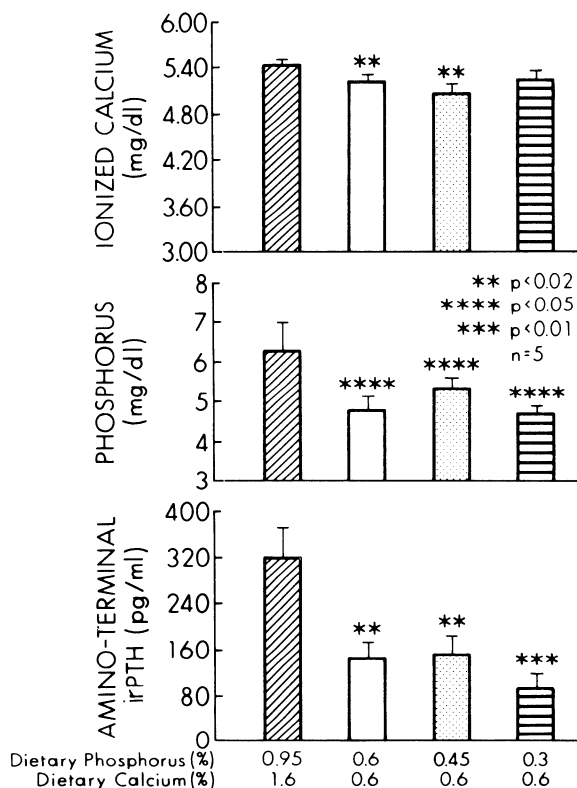 IONIZED CALCIUM
(mg/dl)
5.40
5.40
4.80
4.20
3.60
3.00
**
**
PHOSPHORUS
(mg/dl)
8
7
6
5
4
3
** p<0.02
**** p<0.05
*** p<0.01
n=5
****
****
****
AMINO-TERMINAL
irPTH (pg/ml)
400
320
240
160
80
0
**
**
***
Dietary Phosphorus (%) 0.95 0.6 0.45 0.3
Dietary Calcium (%) 1.6 0.6 0.6 0.6